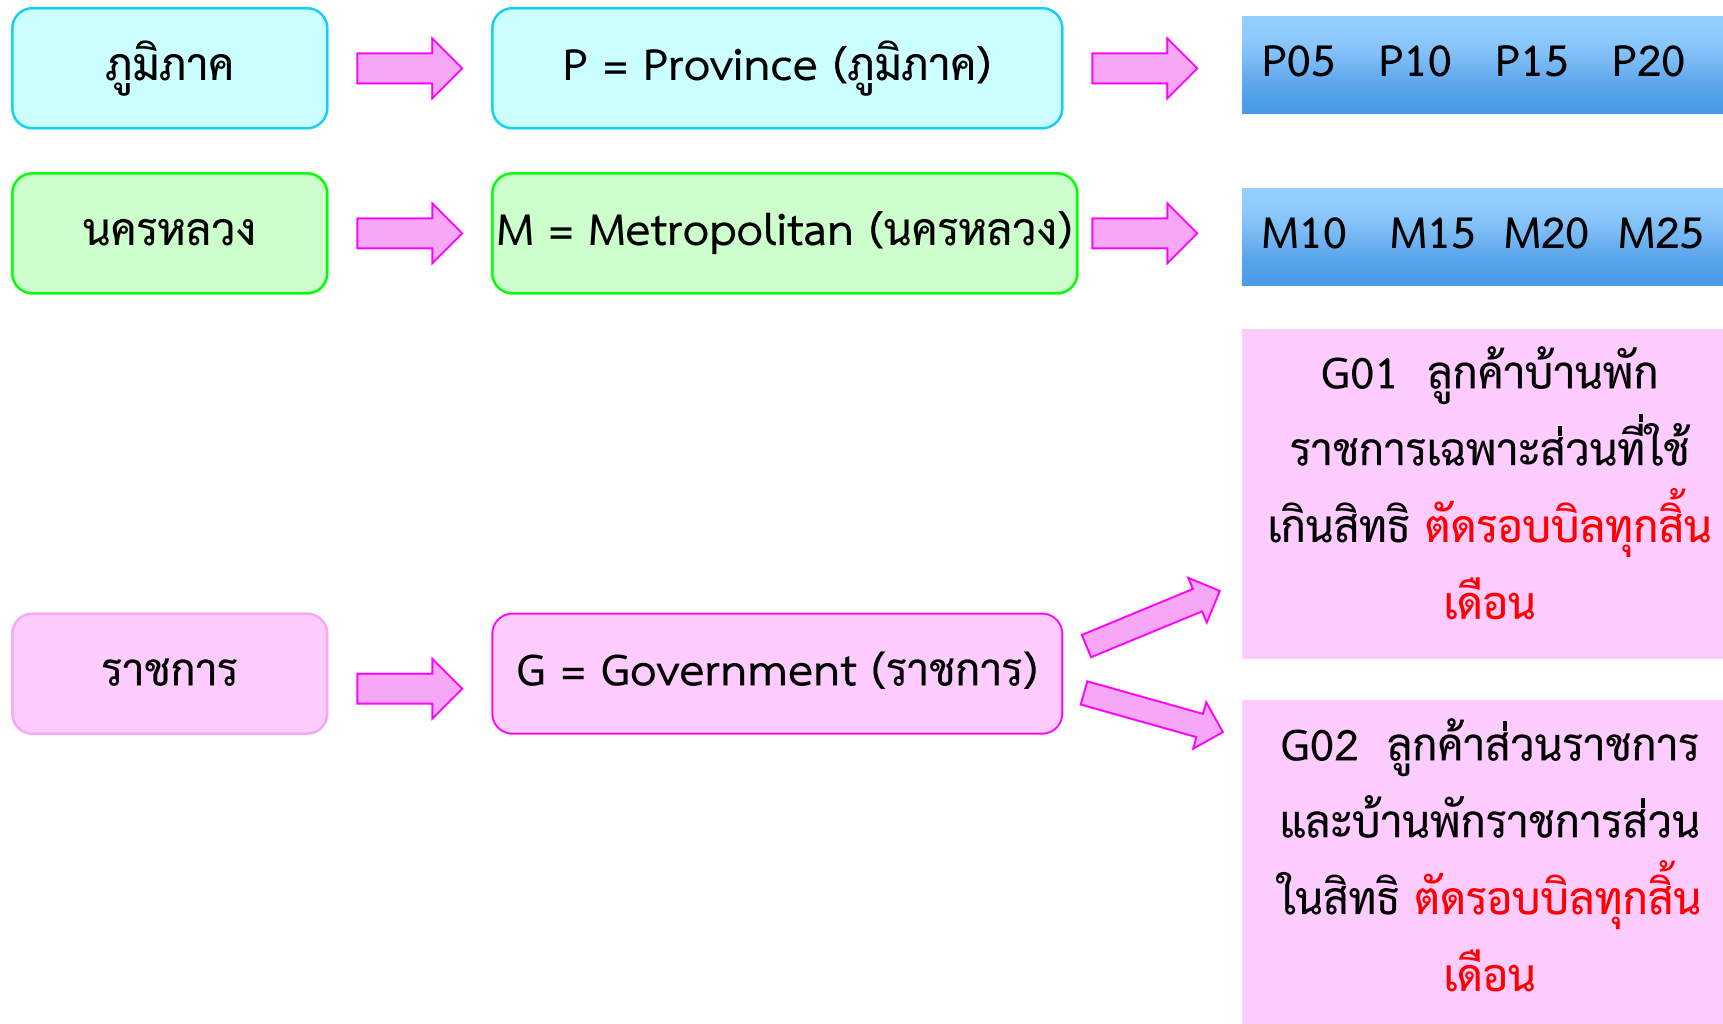 ภูมิภาค
P = Province (ภูมิภาค)
P05 P10 P15 P20
นครหลวง
M = Metropolitan (นครหลวง)
M10 M15 M20 M25
ราชการ
G = Government (ราชการ)
G01 ลูกค้าบ้านพัก
ราชการเฉพาะส่วนที่ใช้
เกินสิทธิ ตัดรอบบิลทุกสิ้น
เดือน
G02 ลูกค้าส่วนราชการ
และบ้านพักราชการส่วน
ในสิทธิ ตัดรอบบิลทุกสิ้น
เดือน